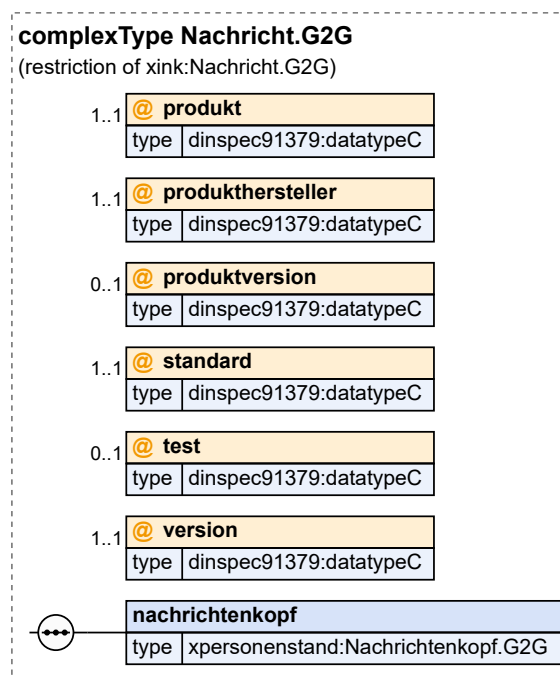 complexType Nachricht.G2G
(restriction of xink:Nachricht.G2G)
1..1 @ produkt
type dinspec91379:datatypeC
1..1 @ produkthersteller
type dinspec91379:datatypeC
0..1 @ produktversion
type dinspec91379:datatypeC
1..1 @ standard
type dinspec91379:datatypeC
0..1 @ test
type dinspec91379:datatypeC
1..1 @ version
type dinspec91379:datatypeC
nachrichtenkopf
type xpersonenstand:Nachrichtenkopf.G2G